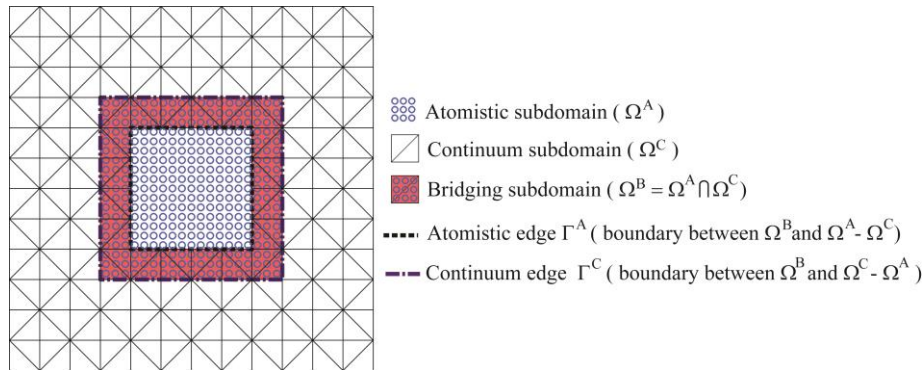 Atomistic subdomain ( Ω^A )
Continuum subdomain ( Ω^C )
Bridging subdomain ( Ω^B = Ω^A ⋂ Ω^C )
Atomistic edge Γ^A ( boundary between Ω^B and Ω^A - Ω^C )
Continuum edge Γ^C ( boundary between Ω^B and Ω^C - Ω^A )